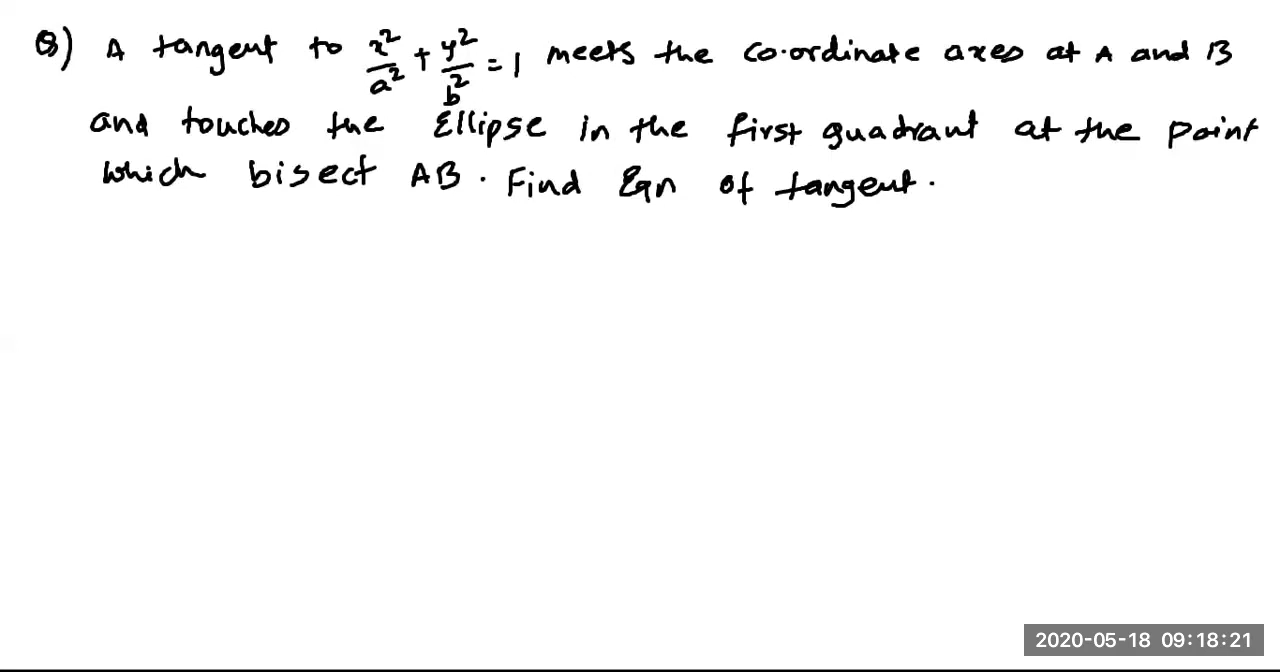 Q) A tangent to x²/a² + y²/b² = 1 meets the co-ordinate axes at A and B
and touches the Ellipse in the first quadrant at the point
which bisect AB. Find Eqn of tangent.
2020-05-18 09:18:21